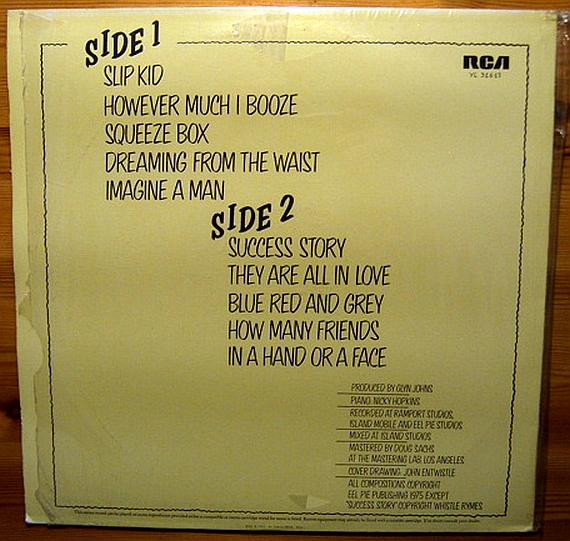 SIDE 1
RCA
SLIP KID
HOWEVER MUCH I BOOZE
SQUEEZE BOX
DREAMING FROM THE WAIST
IMAGINE A MAN
SIDE 2
SUCCESS STORY
THEY ARE ALL IN LOVE
BLUE RED AND GREY
HOW MANY FRIENDS
IN A HAND OR A FACE
PRODUCED BY GLYN JOHNS
PIANO: NICKY HOPKINS
RECORDED AT RAMPORT STUDIOS,
ISLAND MOBILE AND EEL PIE STUDIOS
MIXED AT ISLAND STUDIOS
MASTERED BY DOUG SACHS
AT THE MASTERING LAB, LOS ANGELES
COVER DRAWING: JOHN ENTWISTLE
ALL COMPOSITIONS COPYRIGHT
EEL PIE PUBLISHING 1975 EXCEPT
'SUCCESS STORY' COPYRIGHT WHISTLE RYMES